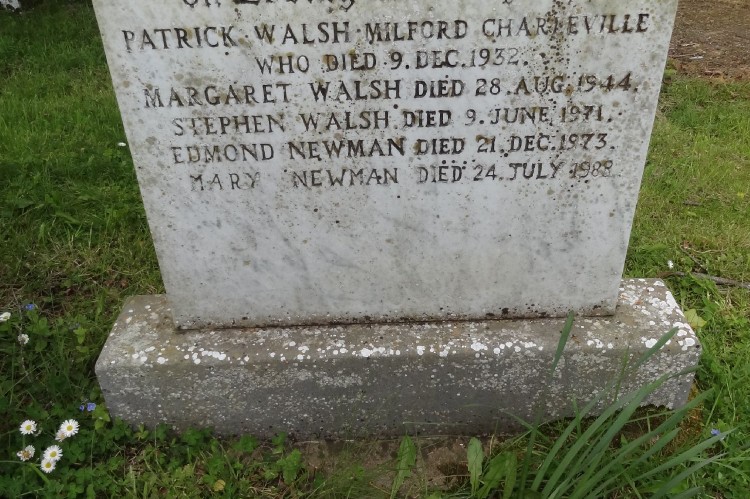 PATRICK WALSH MILFORD CHARLEVILLE
WHO DIED 9. DEC. 1932.
MARGARET WALSH DIED 28. AUG. 1944.
STEPHEN WALSH DIED 9. JUNE, 1971.
EDMOND NEWMAN DIED 21. DEC. 1973.
MARY NEWMAN DIED 24. JULY 1988.